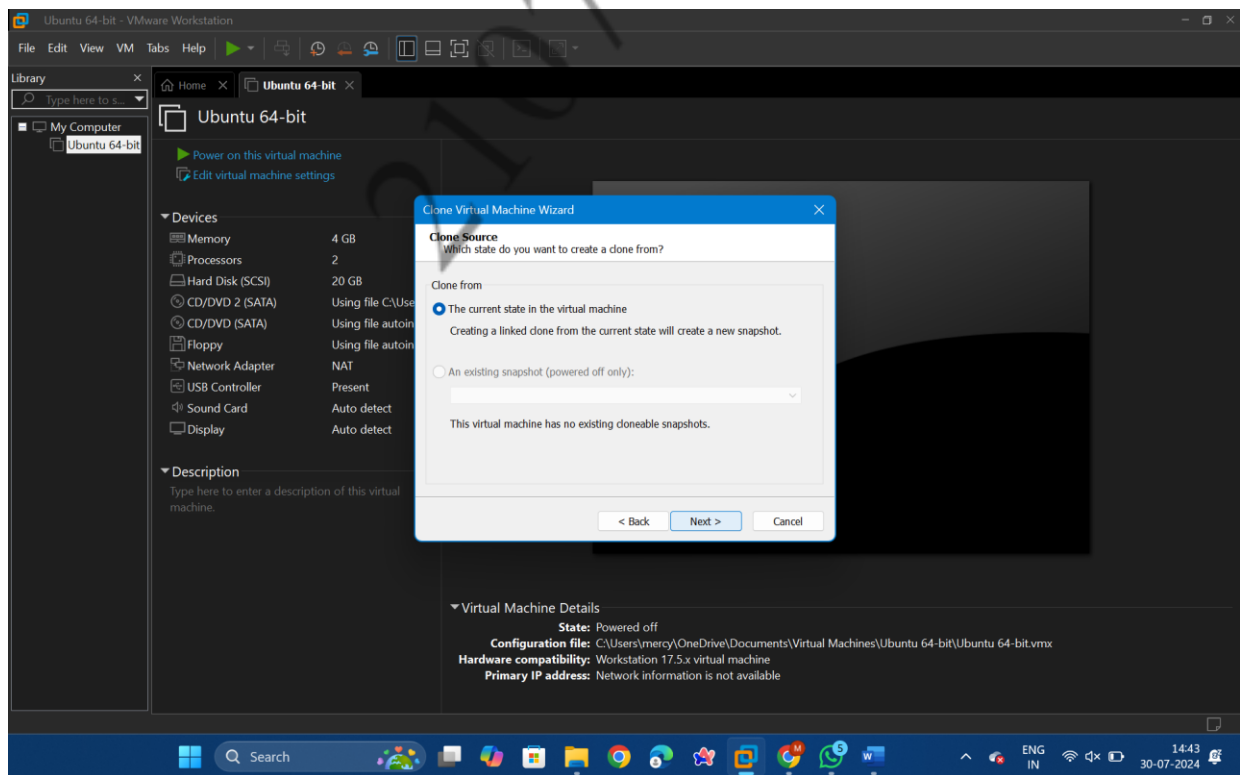 Ubuntu 64-bit - VMware Workstation
File Edit View VM Tabs Help
Library
Type here to s...
My Computer
Ubuntu 64-bit
Home
Ubuntu 64-bit
Ubuntu 64-bit
Power on this virtual machine
Edit virtual machine settings
Devices
Memory 4 GB
Processors 2
Hard Disk (SCSI) 20 GB
CD/DVD 2 (SATA) Using file C:\Use
CD/DVD (SATA) Using file autoin
Floppy Using file autoin
Network Adapter NAT
USB Controller Present
Sound Card Auto detect
Display Auto detect
Description
Type here to enter a description of this virtual
machine.
Clone Virtual Machine Wizard
Clone Source
Which state do you want to create a clone from?
Clone from
The current state in the virtual machine
Creating a linked clone from the current state will create a new snapshot.
An existing snapshot (powered off only):
This virtual machine has no existing cloneable snapshots.
< Back Next > Cancel
Virtual Machine Details
State: Powered off
Configuration file: C:\Users\mercy\OneDrive\Documents\Virtual Machines\Ubuntu 64-bit\Ubuntu 64-bit.vmx
Hardware compatibility: Workstation 17.5.x virtual machine
Primary IP address: Network information is not available
Search
M
5
ENG
IN
14:43
30-07-2024